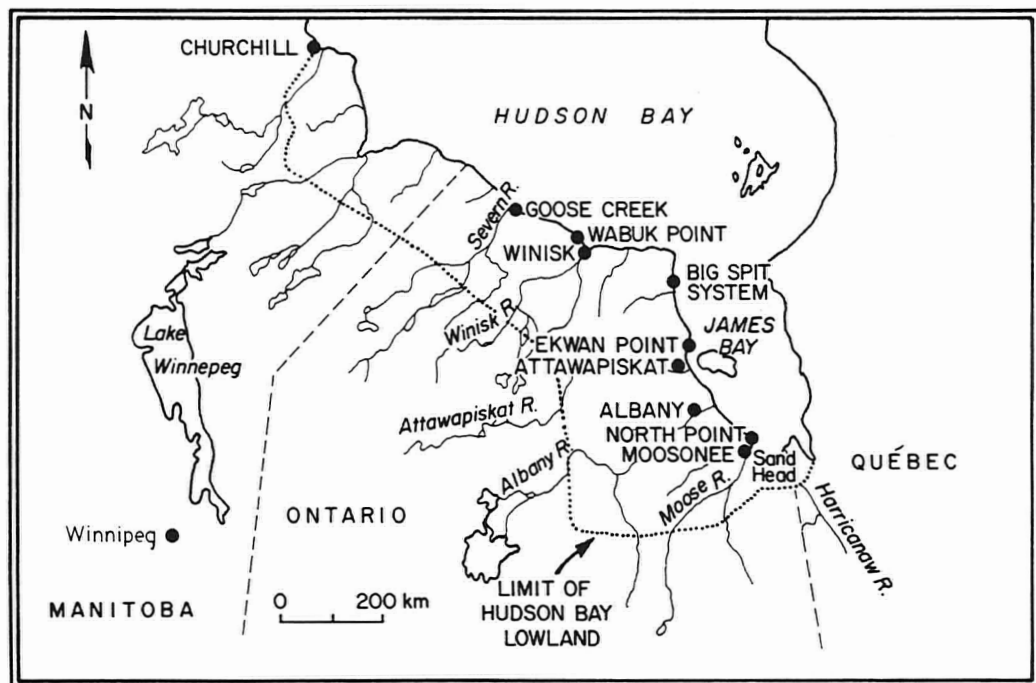 CHURCHILL
N
HUDSON BAY
Severn R.
GOOSE CREEK
WABUK POINT
WINISK
BIG SPIT
SYSTEM
Lake
Winnepeg
Winisk R.
JAMES
BAY
EKWAN POINT
ATTAWAPISKAT
Attawapiskat R.
ALBANY
NORTH POINT
MOOSONEE
Sand
Head
QUÉBEC
Albany R.
Moose R.
Harricanaw R.
ONTARIO
Winnipeg
LIMIT OF
HUDSON BAY
LOWLAND
MANITOBA
0 200 km